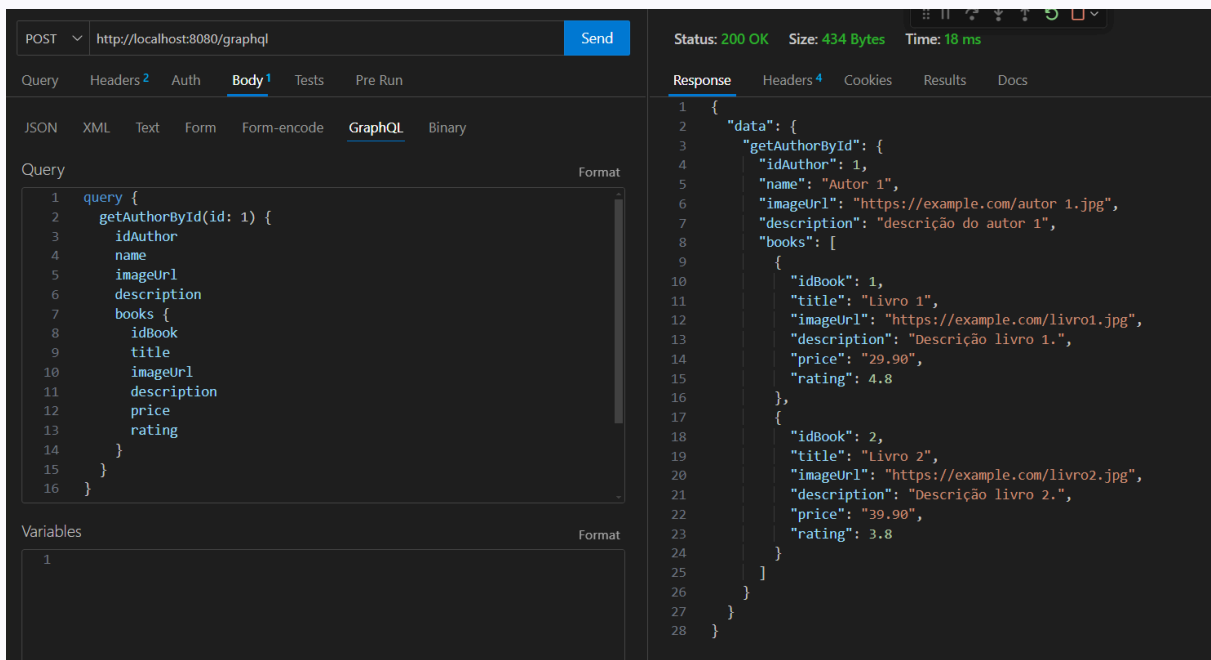 POST http://localhost:8080/graphql Send
Query Headers 2 Auth Body 1 Tests Pre Run
JSON XML Text Form Form-encode GraphQL Binary
Query Format
1 query {
2 getAuthorById(id: 1) {
3 idAuthor
4 name
5 imageUrl
6 description
7 books {
8 idBook
9 title
10 imageUrl
11 description
12 price
13 rating
14 }
15 }
16 }
Variables Format
1
Status: 200 OK Size: 434 Bytes Time: 18 ms
Response Headers 4 Cookies Results Docs
1 {
2 "data": {
3 "getAuthorById": {
4 "idAuthor": 1,
5 "name": "Autor 1",
6 "imageUrl": "https://example.com/autor 1.jpg",
7 "description": "descrição do autor 1",
8 "books": [
9 {
10 "idBook": 1,
11 "title": "Livro 1",
12 "imageUrl": "https://example.com/livro1.jpg",
13 "description": "Descrição livro 1.",
14 "price": "29.90",
15 "rating": 4.8
16 },
17 {
18 "idBook": 2,
19 "title": "Livro 2",
20 "imageUrl": "https://example.com/livro2.jpg",
21 "description": "Descrição livro 2.",
22 "price": "39.90",
23 "rating": 3.8
24 }
25 ]
26 }
27 }
28 }